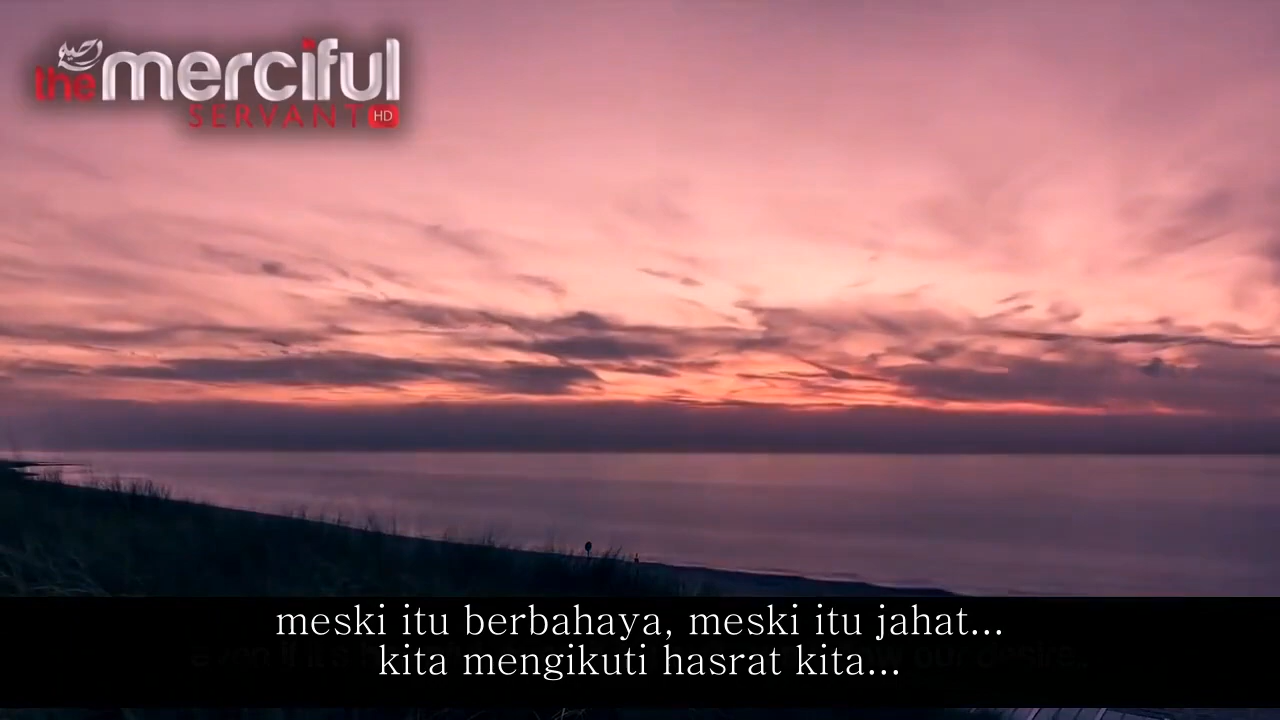 the merciful
SERVANT HD
meski itu berbahaya, meski itu jahat...
kita mengikuti hasrat kita...